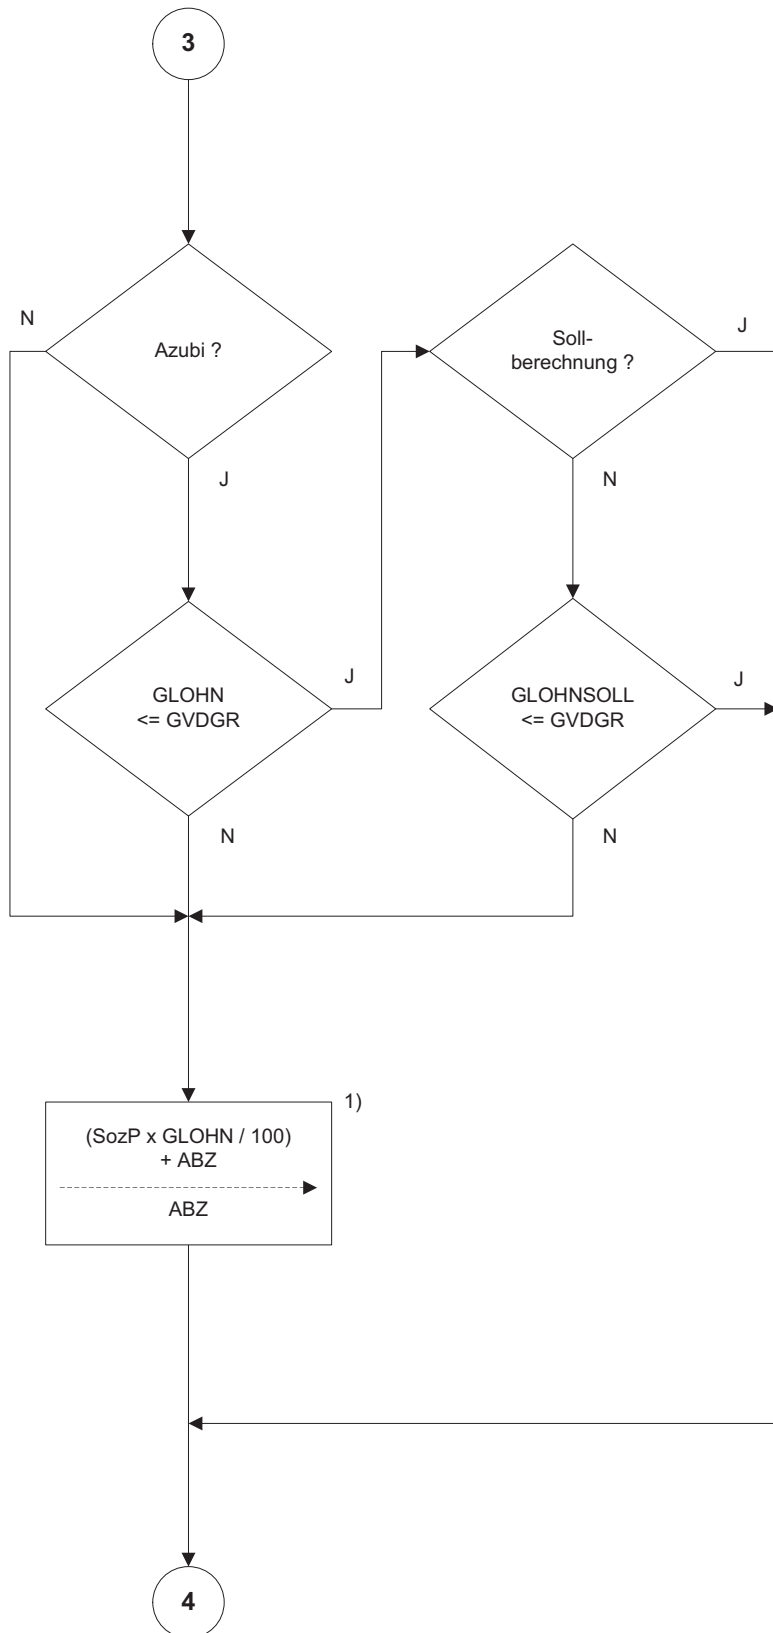 3
N
Azubi ?
J
Soll-
berechnung ?
J
N
GLOHN
<= GVDGR
J
N
GLOHNSOLL
<= GVDGR
J
N
1)
(SozP x GLOHN / 100)
+ ABZ
ABZ
4